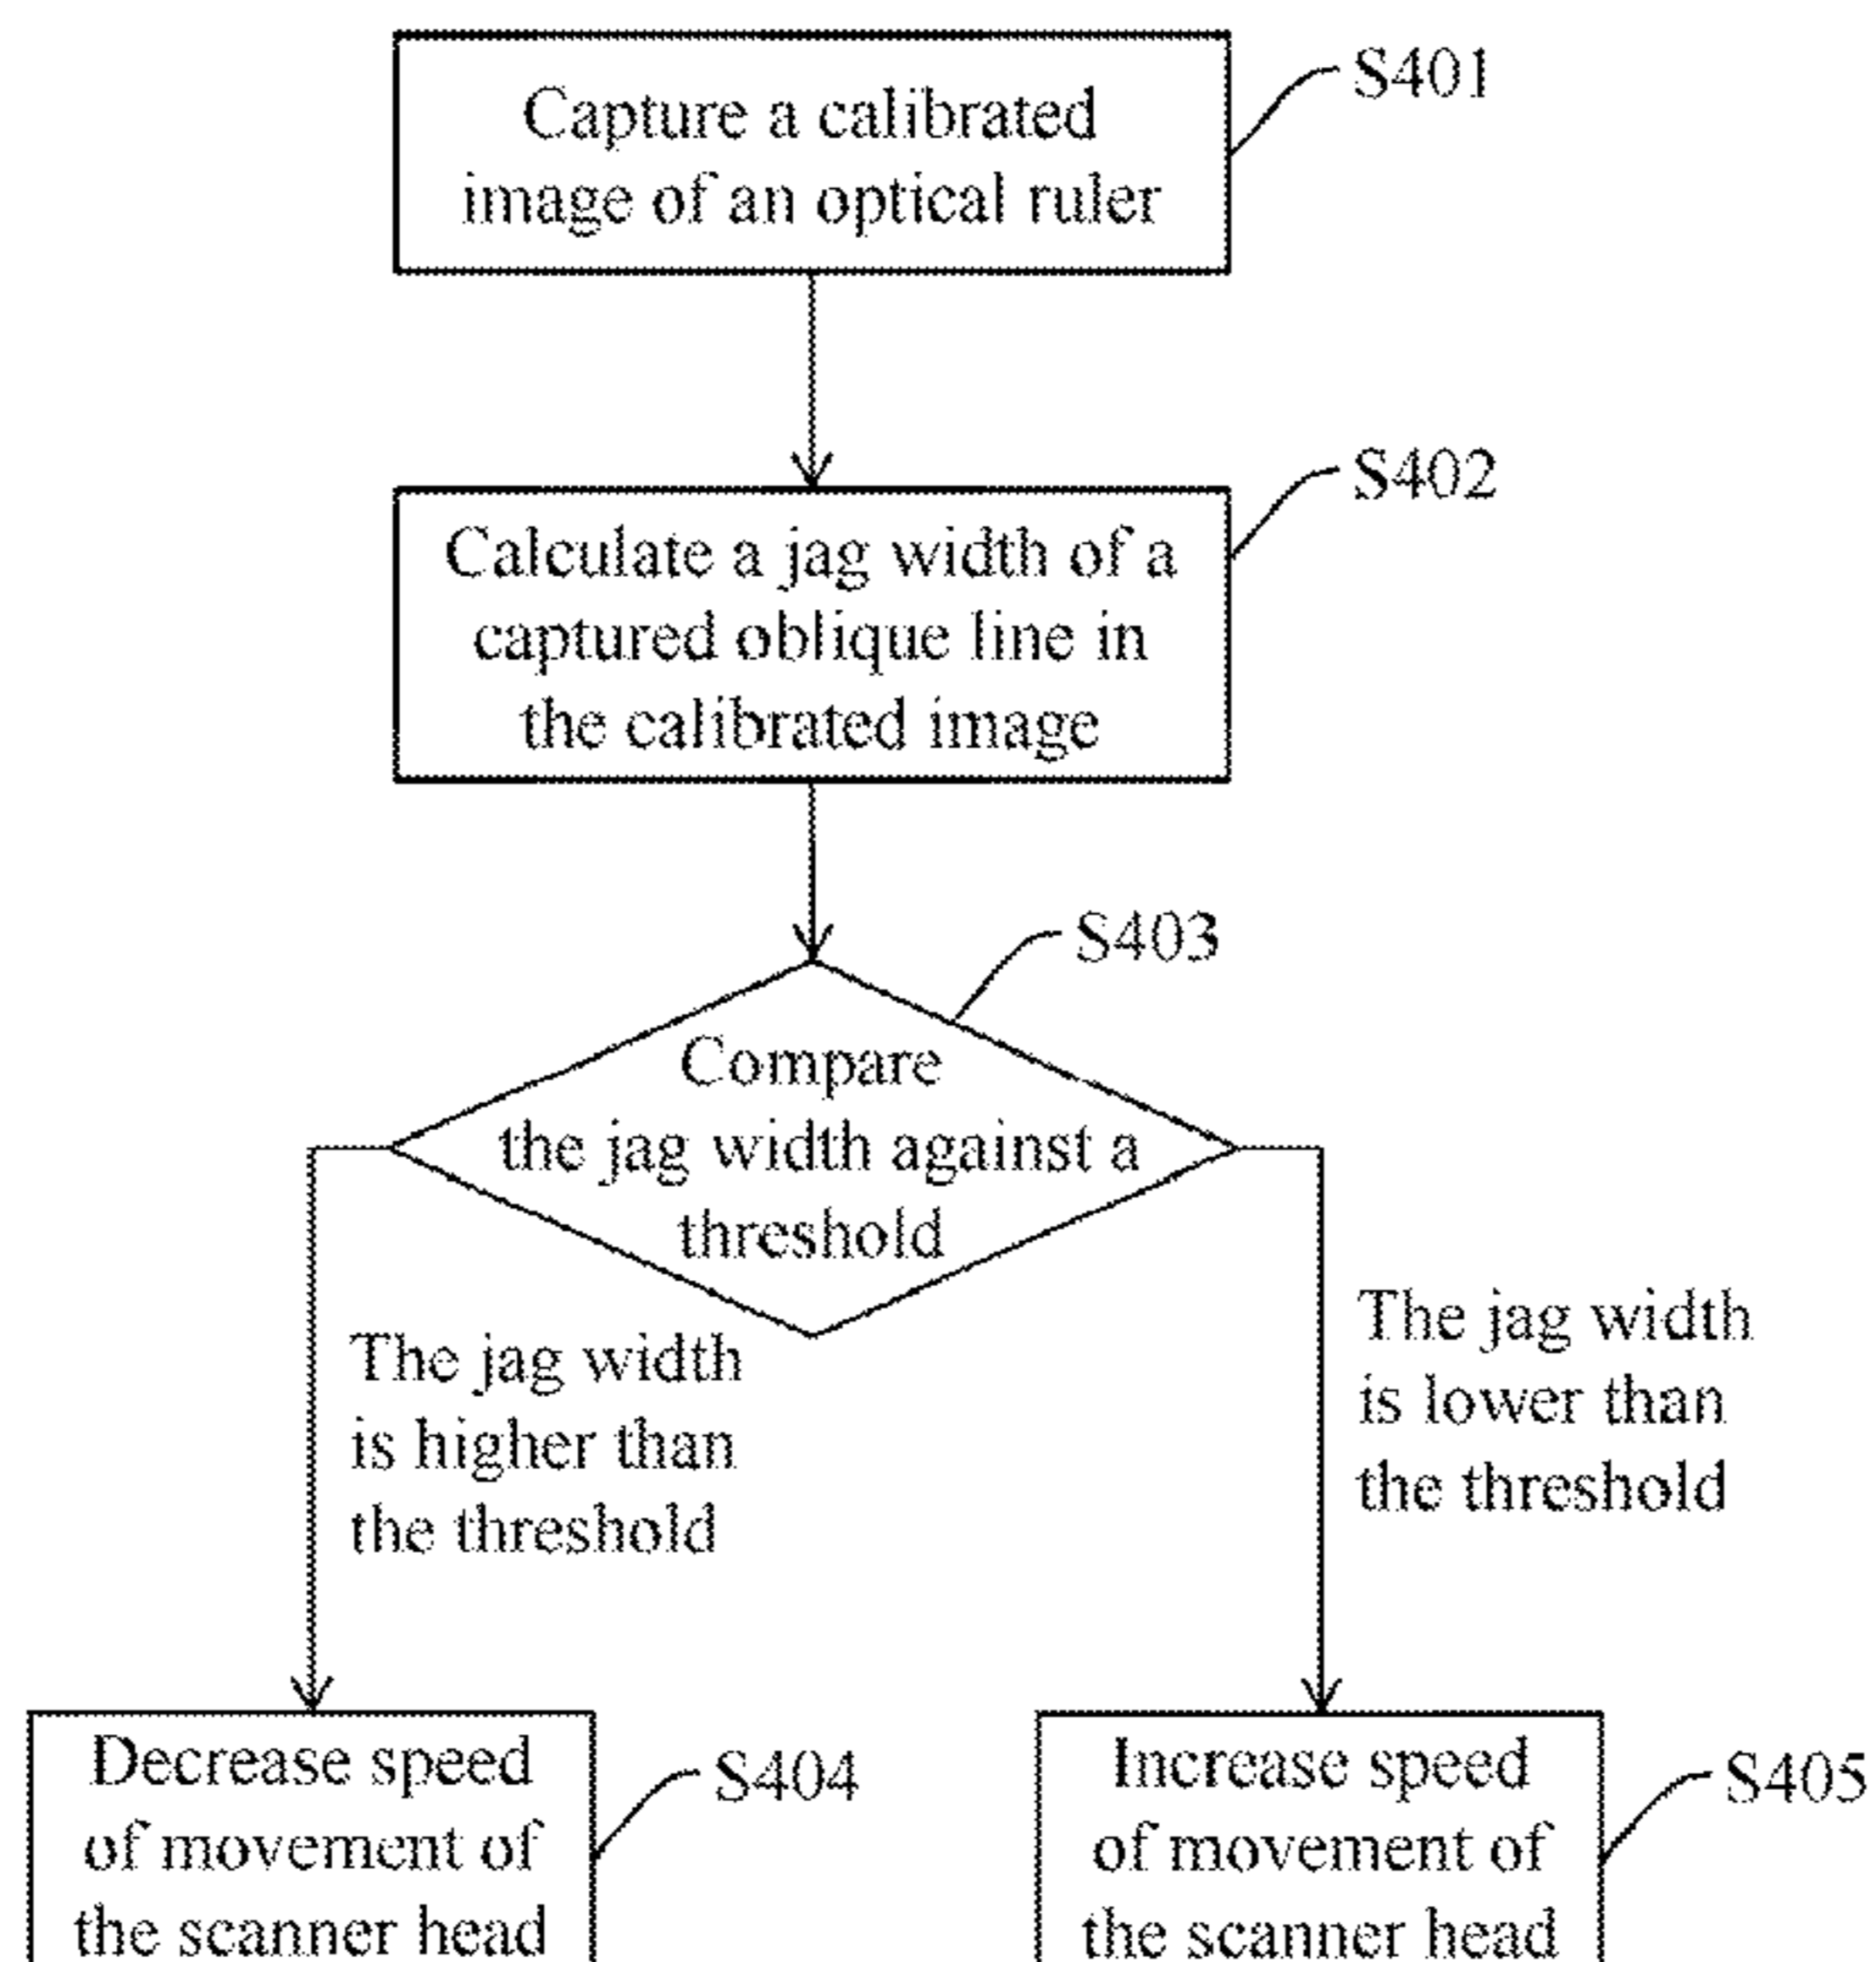 Capture a calibrated
image of an optical ruler
S401
Calculate a jag width of a
captured oblique line in
the calibrated image
S402
S403
Compare
the jag width against a
threshold
The jag width
is higher than
the threshold
The jag width
is lower than
the threshold
Decrease speed
of movement of
the scanner head
S404
Increase speed
of movement of
the scanner head
S405